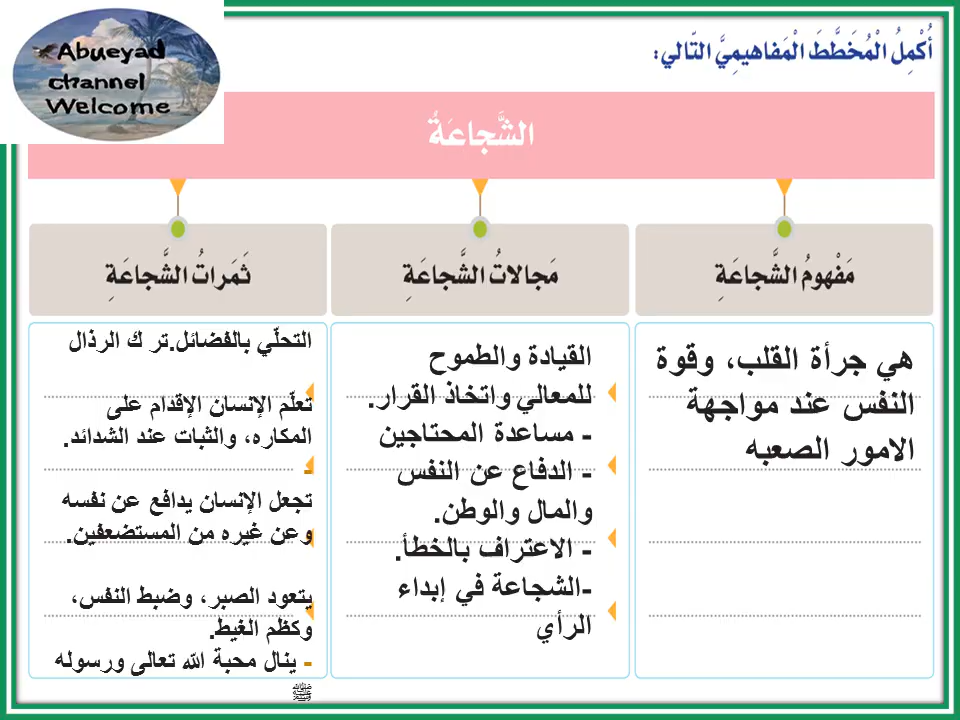 Abueyad
channel
Welcome
أُكْمِلُ الْمُخَطَّطَ الْمَفاهيمِيَّ التّالي:
الشَّجاعَةُ
مَفْهومُ الشَّجاعَةِ
مَجالاتُ الشَّجاعَةِ
ثَمَراتُ الشَّجاعَةِ
هي جرأة القلب، وقوة
النفس عند مواجهة
الامور الصعبه
القيادة والطموح
للمعالي واتخاذ القرار.
- مساعدة المحتاجين
- الدفاع عن النفس
والمال والوطن.
- الاعتراف بالخطأ.
-الشجاعة في إبداء
الرأي
التحلّي بالفضائل.تر ك الرذال
تعلّم الإنسان الإقدام على
المكاره، والثبات عند الشدائد.
-
تجعل الإنسان يدافع عن نفسه
وعن غيره من المستضعفين.
يتعود الصبر، وضبط النفس،
وكظم الغيط.
- ينال محبة الله تعالى ورسوله
ﷺ